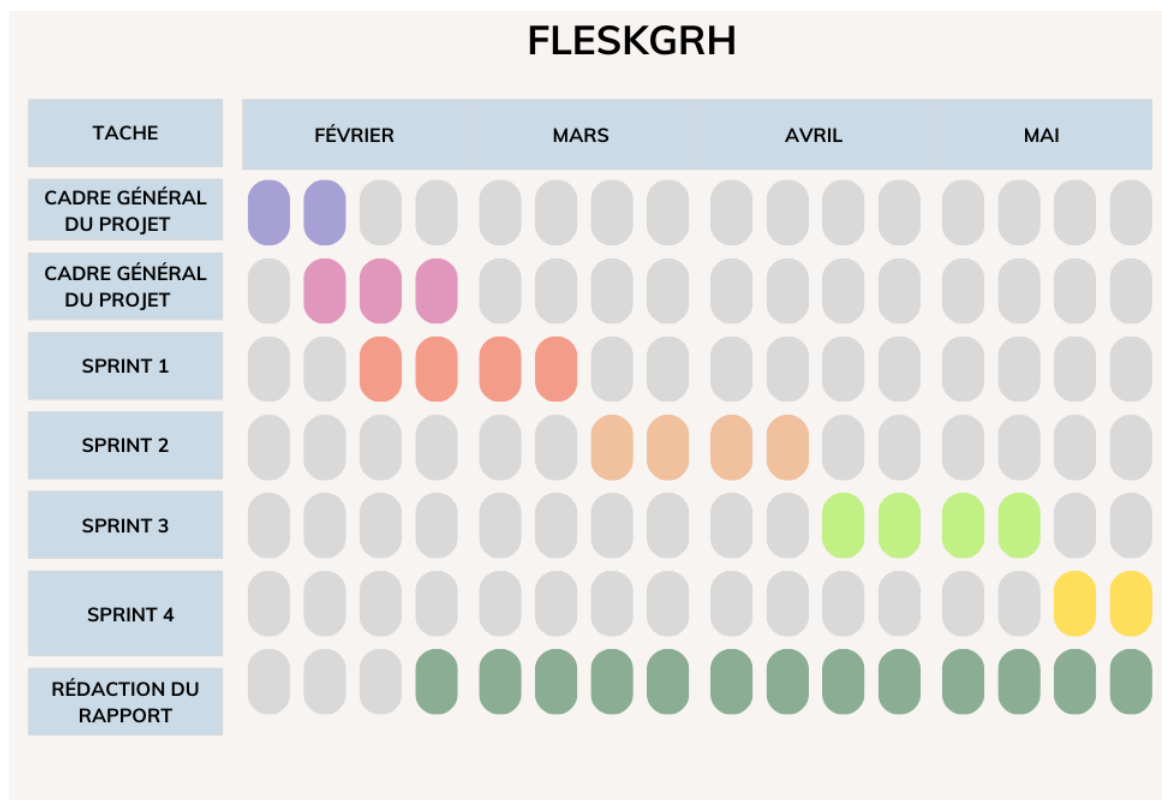 FLESKGRH
TACHE
FÉVRIER
MARS
AVRIL
MAI
CADRE GÉNÉRAL
DU PROJET
CADRE GÉNÉRAL
DU PROJET
SPRINT 1
SPRINT 2
SPRINT 3
SPRINT 4
RÉDACTION DU
RAPPORT